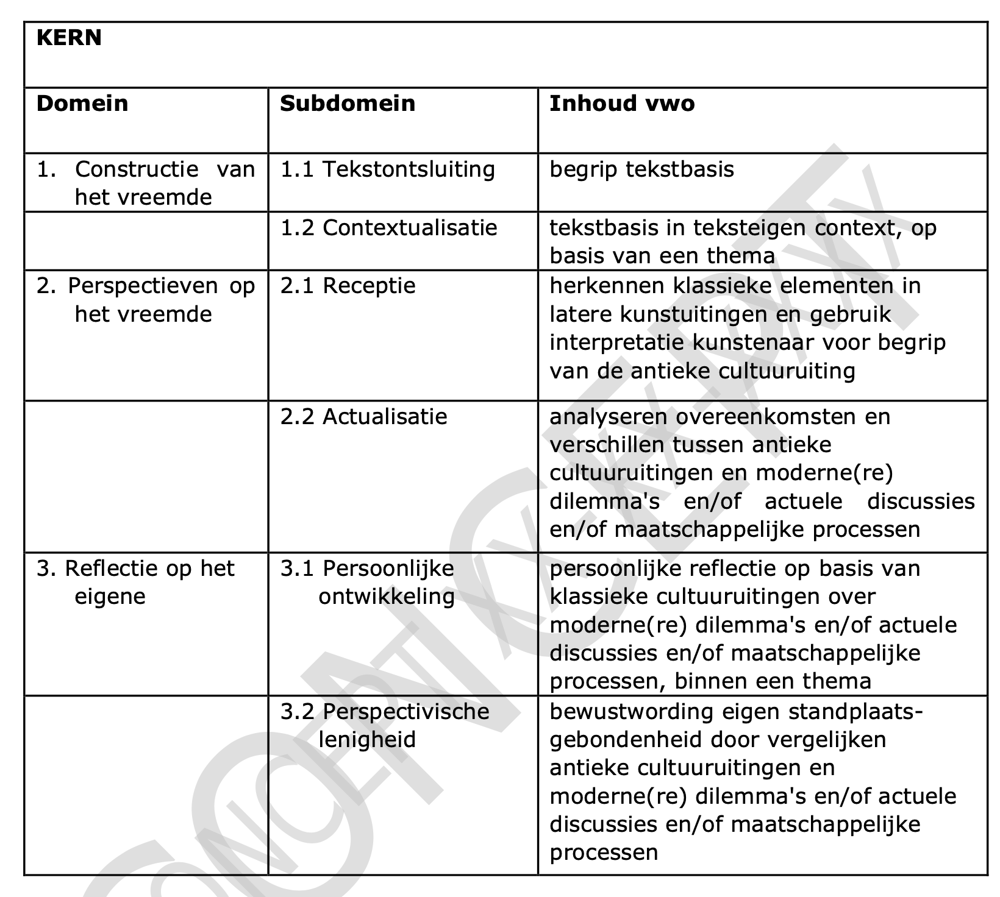 KERN
Domein Subdomein Inhoud vwo
1. Constructie van 1.1 Tekstontsluiting begrip tekstbasis
het vreemde
1.2 Contextualisatie tekstbasis in teksteigen context, op
basis van een thema
2. Perspectieven op 2.1 Receptie herkennen klassieke elementen in
het vreemde latere kunstuitingen en gebruik
interpretatie kunstenaar voor begrip
van de antieke cultuuruiting
2.2 Actualisatie analyseren overeenkomsten en
verschillen tussen antieke
cultuuruitingen en moderne(re)
dilemma's en/of actuele discussies
en/of maatschappelijke processen
3. Reflectie op het 3.1 Persoonlijke persoonlijke reflectie op basis van
eigene ontwikkeling klassieke cultuuruitingen over
moderne(re) dilemma's en/of actuele
discussies en/of maatschappelijke
processen, binnen een thema
3.2 Perspectivische bewustwording eigen standplaats-
lenigheid gebondenheid door vergelijken
antieke cultuuruitingen en
moderne(re) dilemma's en/of actuele
discussies en/of maatschappelijke
processen
CONCEPT